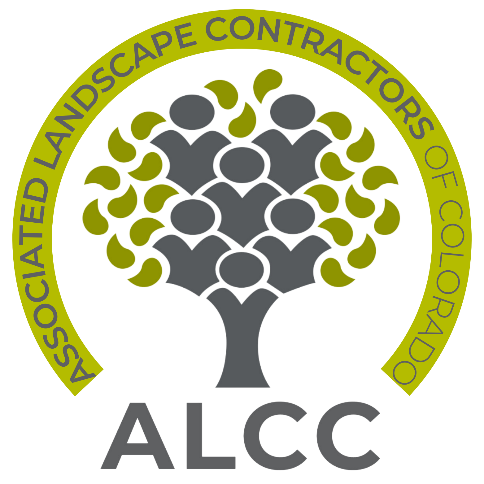 ASSOCIATED LANDSCAPE CONTRACTORS OF COLORADO
ALCC